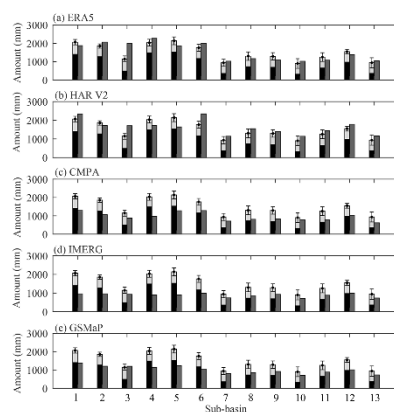 (a) ERA5
3000
2000
1000
0
Amount (mm)
(b) HAR V2
3000
2000
1000
0
Amount (mm)
(c) CMPA
3000
2000
1000
0
Amount (mm)
(d) IMERG
3000
2000
1000
0
Amount (mm)
(e) GSMaP
3000
2000
1000
0
Amount (mm)
1 2 3 4 5 6 7 8 9 10 11 12 13
Sub-basin